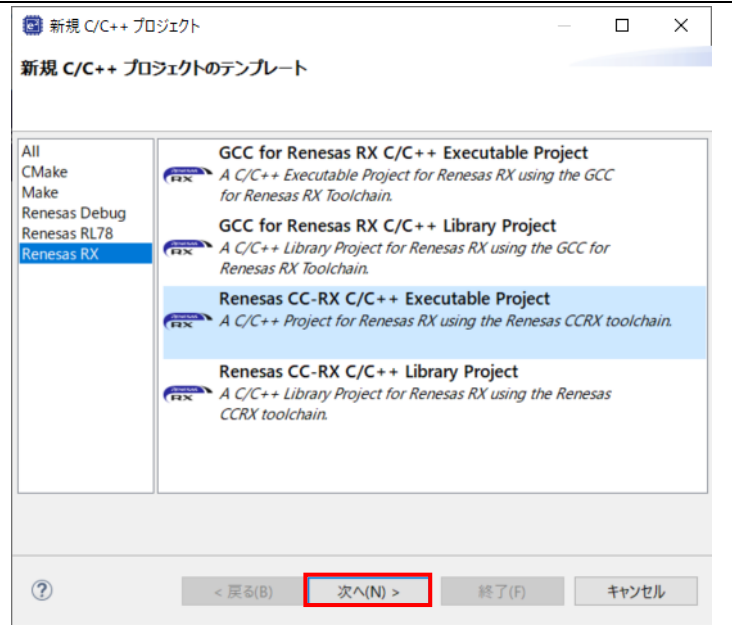 新規 C/C++ プロジェクト
新規 C/C++ プロジェクトのテンプレート
All
CMake
Make
Renesas Debug
Renesas RL78
Renesas RX
GCC for Renesas RX C/C++ Executable Project
RX
A C/C++ Executable Project for Renesas RX using the GCC
for Renesas RX Toolchain.
GCC for Renesas RX C/C++ Library Project
RX
A C/C++ Library Project for Renesas RX using the GCC for
Renesas RX Toolchain.
Renesas CC-RX C/C++ Executable Project
RX
A C/C++ Project for Renesas RX using the Renesas CCRX toolchain.
Renesas CC-RX C/C++ Library Project
RX
A C/C++ Library Project for Renesas RX using the Renesas
CCRX toolchain.
?
< 戻る(B)
次へ(N) >
終了(F)
キャンセル